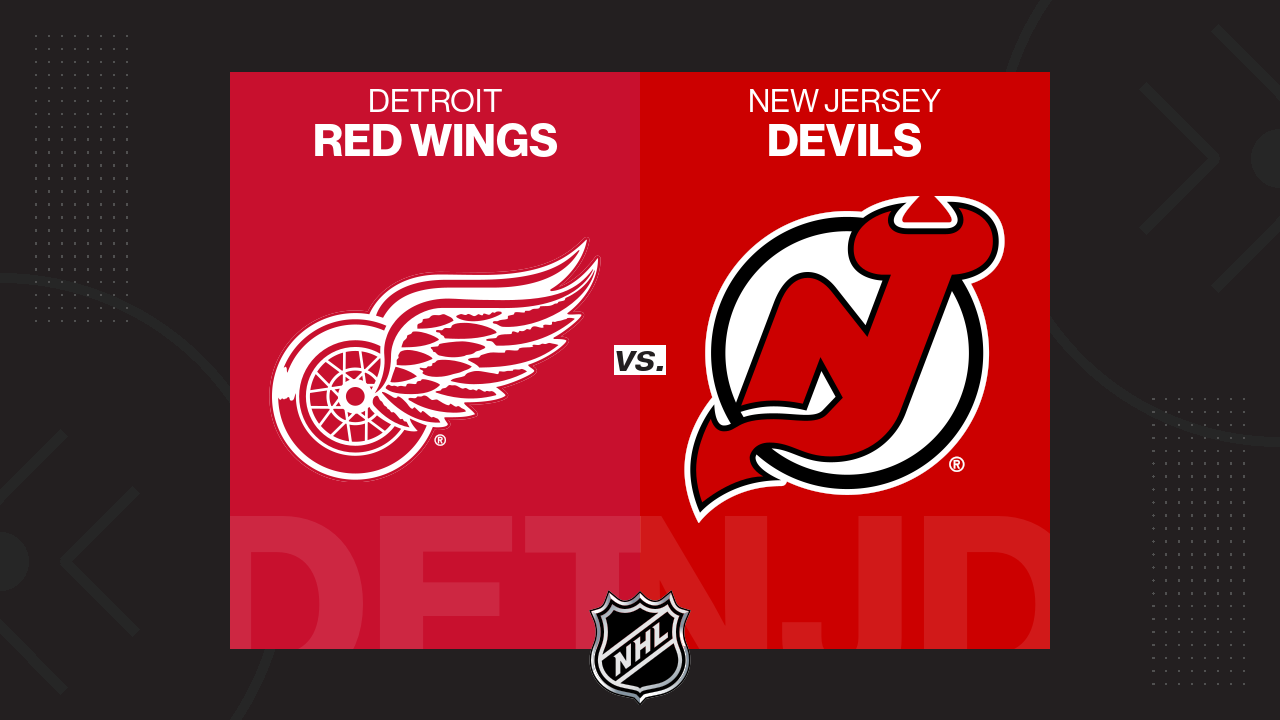 DETROIT
RED WINGS
NEW JERSEY
DEVILS
vs.
®
®
DET
NJD
NHL